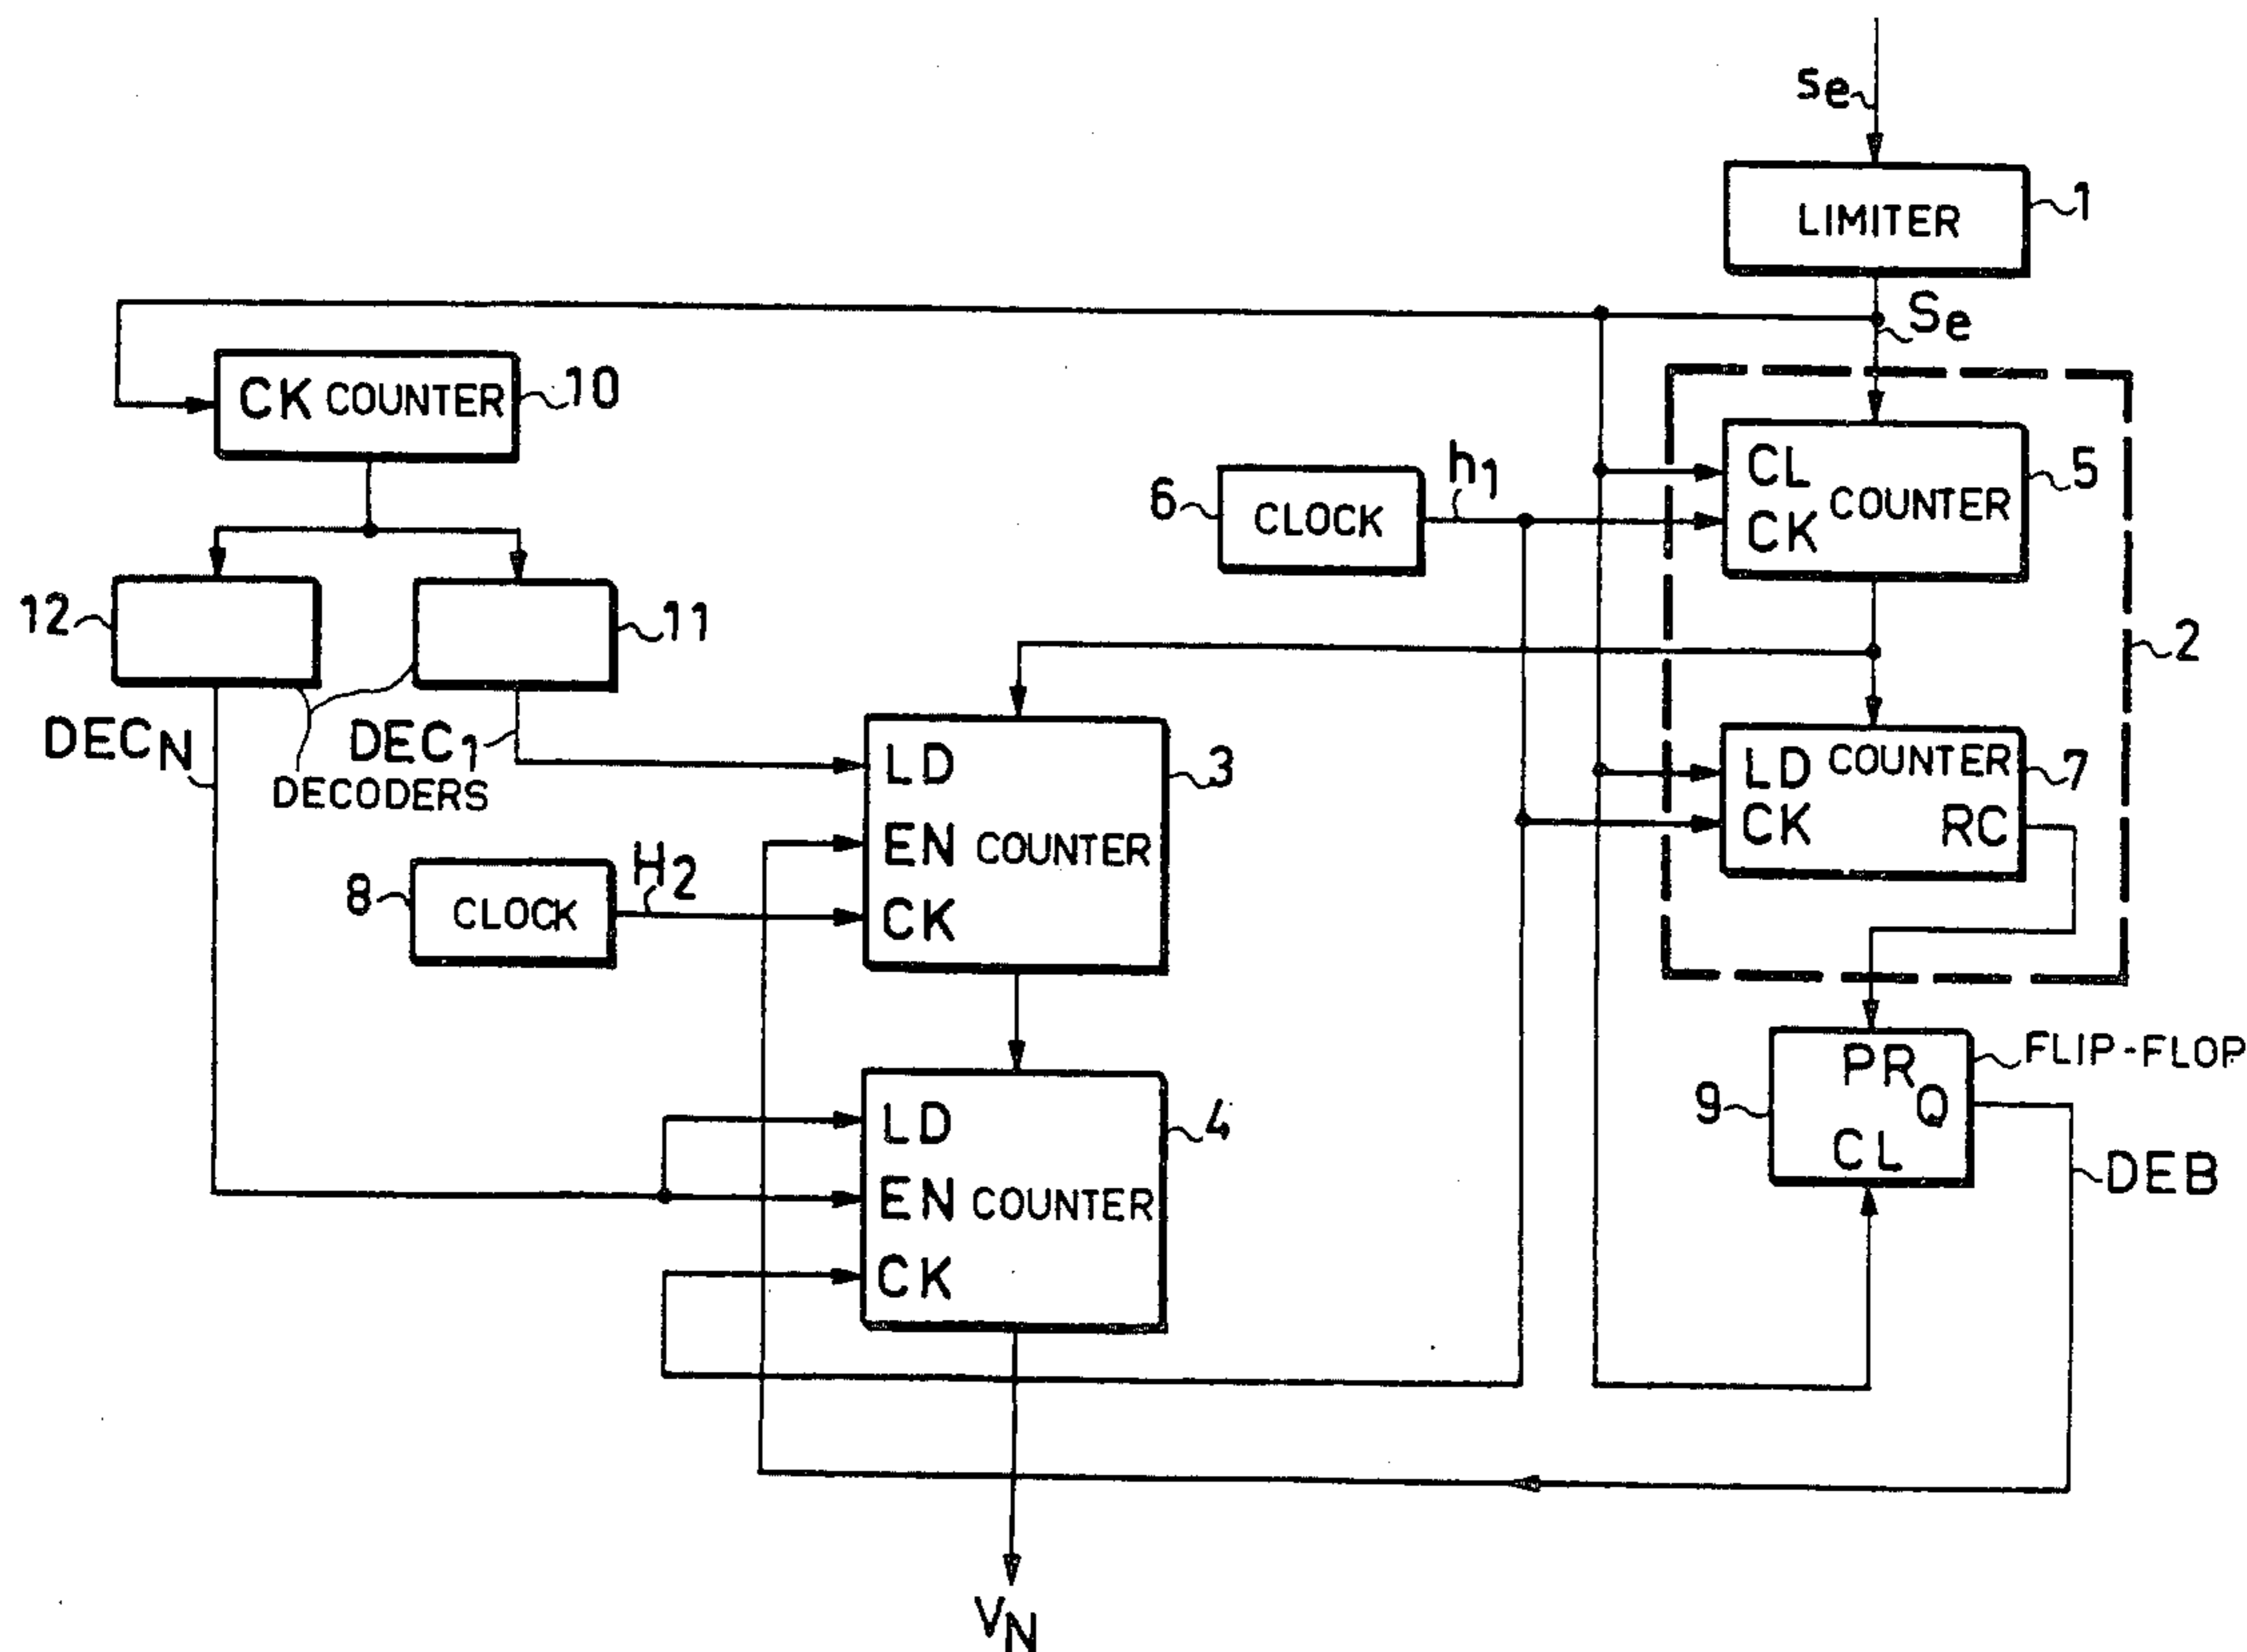 se
LIMITER
1
Se
CK COUNTER
10
CL
CK
COUNTER
5
6
CLOCK
h1
12
11
2
DECN
DEC1
DECODERS
LD
EN COUNTER
CK
3
LD COUNTER
CK
RC
7
8
CLOCK
H2
PR
Q
CL
9
FLIP-FLOP
DEB
LD
EN COUNTER
CK
4
VN